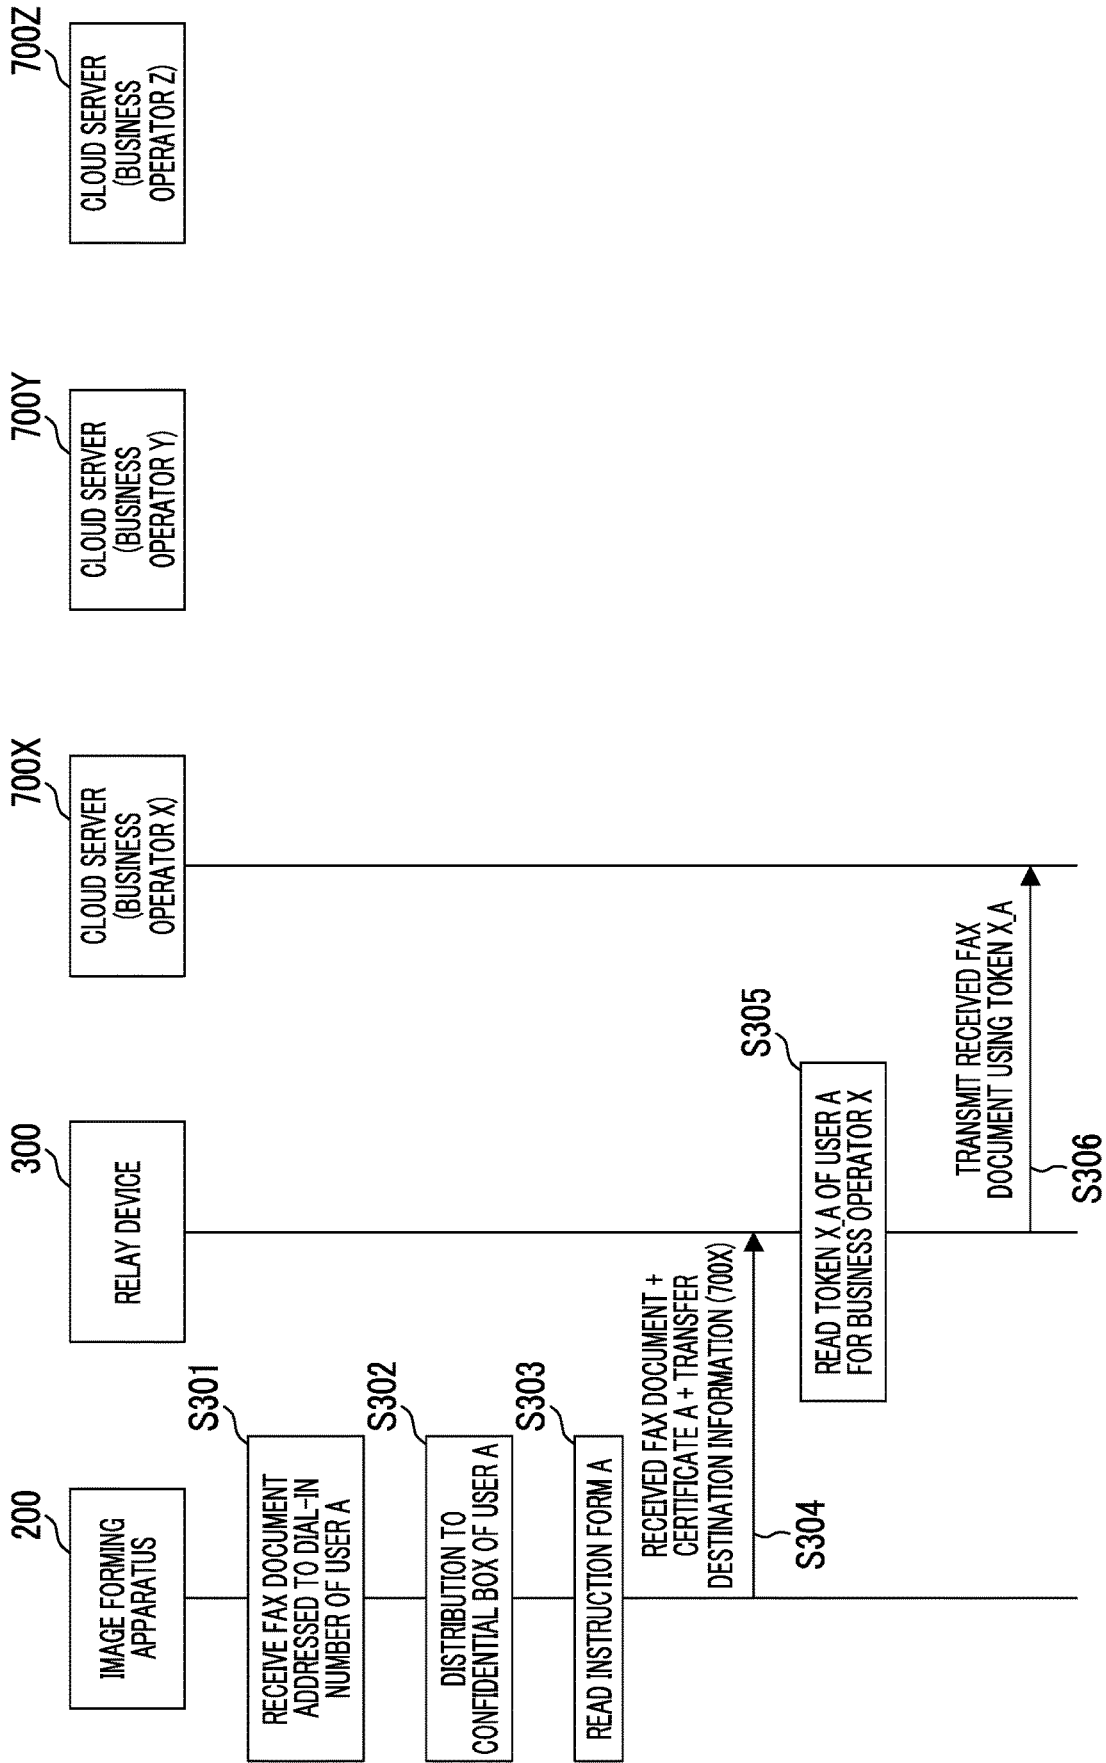 200
IMAGE FORMING
APPARATUS
300
RELAY DEVICE
700X
CLOUD SERVER
(BUSINESS
OPERATOR X)
700Y
CLOUD SERVER
(BUSINESS
OPERATOR Y)
700Z
CLOUD SERVER
(BUSINESS
OPERATOR Z)
S301
RECEIVE FAX DOCUMENT
ADDRESSED TO DIAL-IN
NUMBER OF USER A
S302
DISTRIBUTION TO
CONFIDENTIAL BOX OF USER A
S303
READ INSTRUCTION FORM A
RECEIVED FAX DOCUMENT +
CERTIFICATE A + TRANSFER
DESTINATION INFORMATION (700X)
S304
S305
READ TOKEN X_A OF USER A
FOR BUSINESS OPERATOR X
TRANSMIT RECEIVED FAX
DOCUMENT USING TOKEN X_A
S306